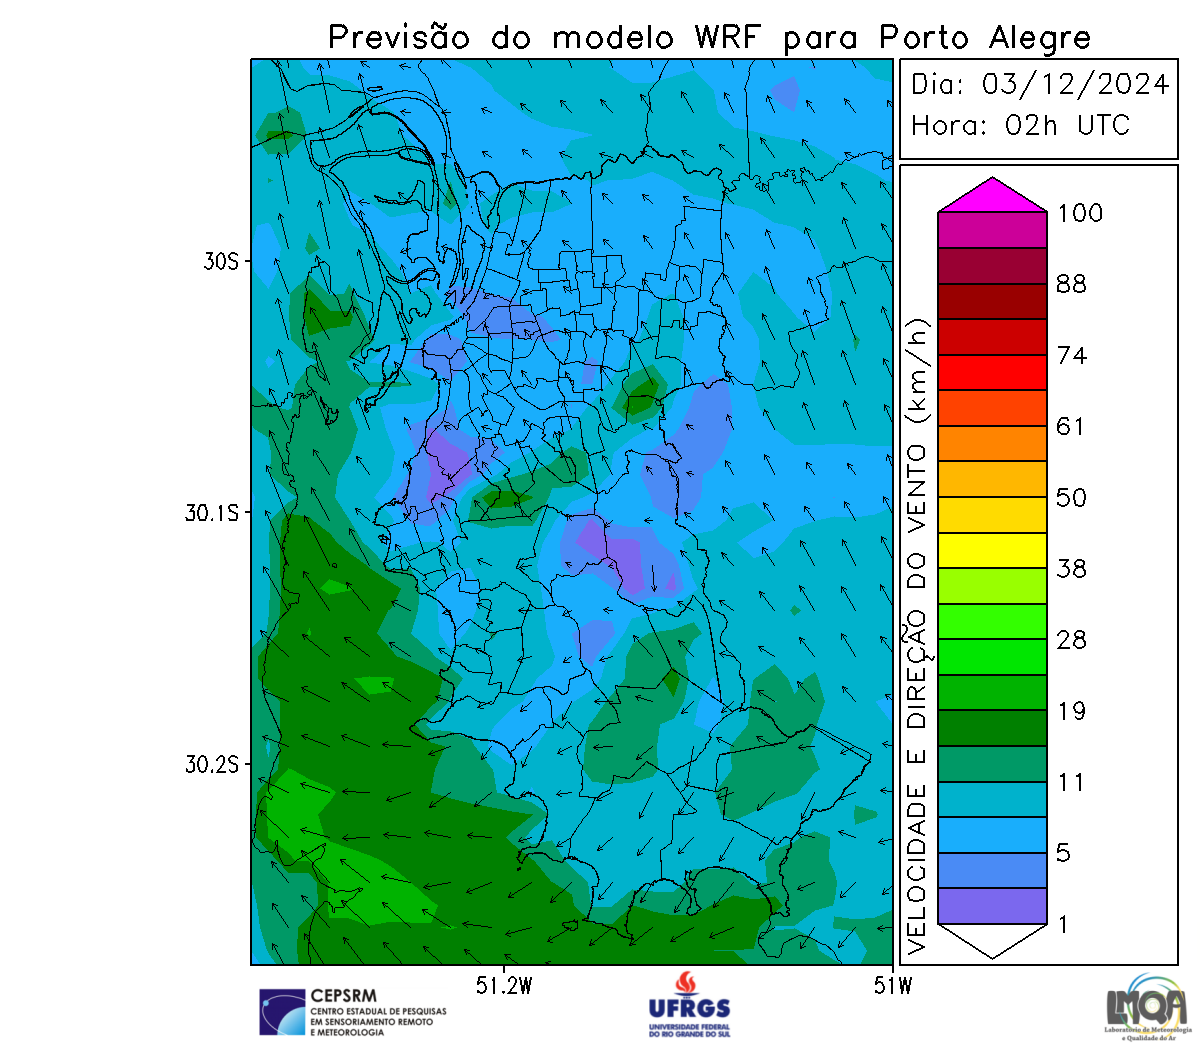 Previsão do modelo WRF para Porto Alegre
Dia: 03/12/2024
Hora: 02h UTC
30S
30.1S
30.2S
51.2W
51W
VELOCIDADE E DIREÇÃO DO VENTO (km/h)
100
88
74
61
50
38
28
19
11
5
1
CEPSRM
CENTRO ESTADUAL DE PESQUISAS
EM SENSORIAMENTO REMOTO
E METEOROLOGIA
UFRGS
UNIVERSIDADE FEDERAL
DO RIO GRANDE DO SUL
LMQA
Laboratório de Meteorologia
e Qualidade do Ar